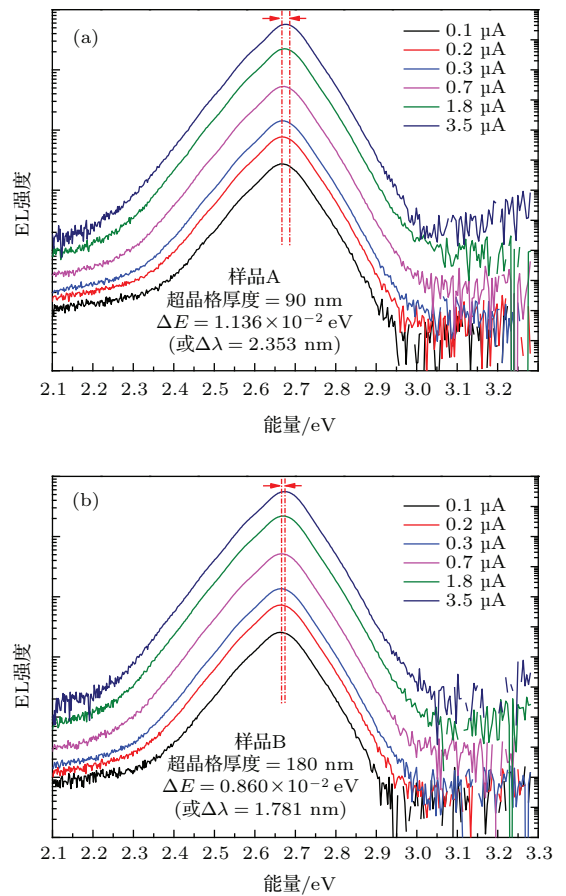 (a)
0.1 μA
0.2 μA
0.3 μA
0.7 μA
1.8 μA
3.5 μA
EL强度
样品A
超晶格厚度 = 90 nm
ΔE = 1.136×10⁻² eV
(或Δλ = 2.353 nm)
2.1 2.2 2.3 2.4 2.5 2.6 2.7 2.8 2.9 3.0 3.1 3.2 3.3
能量/eV
(b)
0.1 μA
0.2 μA
0.3 μA
0.7 μA
1.8 μA
3.5 μA
EL强度
样品B
超晶格厚度 = 180 nm
ΔE = 0.860×10⁻² eV
(或Δλ = 1.781 nm)
2.1 2.2 2.3 2.4 2.5 2.6 2.7 2.8 2.9 3.0 3.1 3.2 3.3
能量/eV